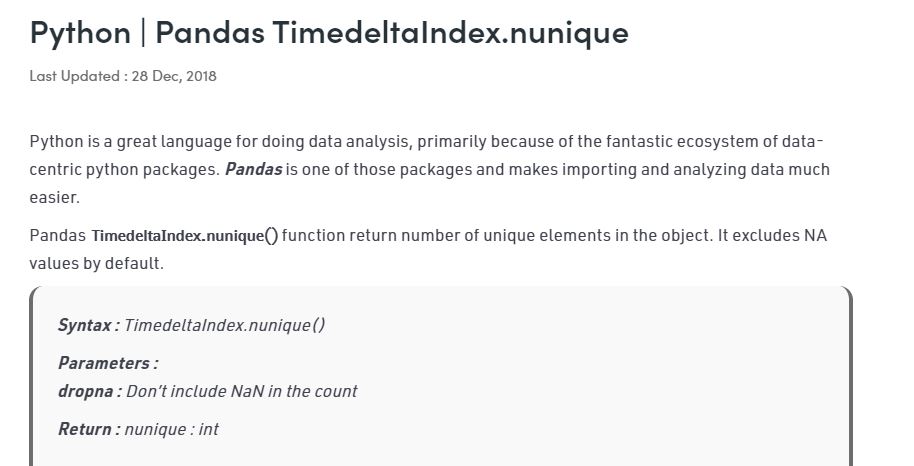 Python | Pandas TimedeltaIndex.nunique
Last Updated : 28 Dec, 2018
Python is a great language for doing data analysis, primarily because of the fantastic ecosystem of data-
centric python packages. Pandas is one of those packages and makes importing and analyzing data much
easier.
Pandas TimedeltaIndex.nunique() function return number of unique elements in the object. It excludes NA
values by default.
Syntax : TimedeltaIndex.nunique()
Parameters :
dropna : Don’t include NaN in the count
Return : nunique : int